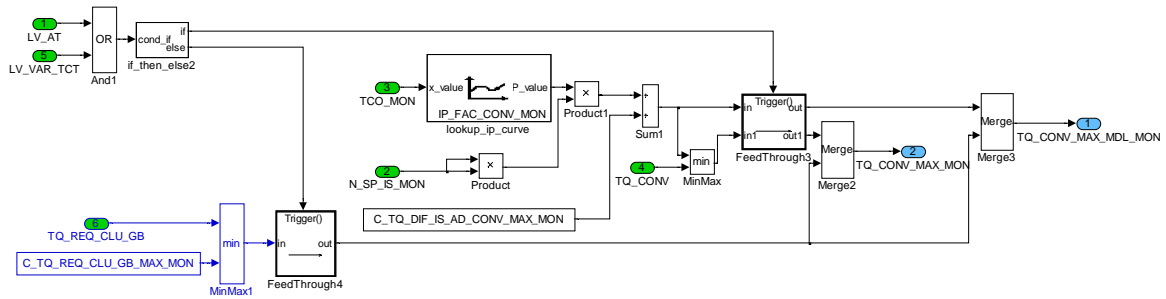 1
LV_AT
5
LV_VAR_TCT
OR
And1
cond_if
if
else
if_then_else2
3
TCO_MON
x_value
P_value
IP_FAC_CONV_MON
lookup_ip_curve
×
Product1
2
N_SP_IS_MON
×
Product
+
+
Sum1
4
TQ_CONV
min
MinMax
C_TQ_DIF_IS_AD_CONV_MAX_MON
Trigger()
in
out
in1
out1
FeedThrough3
Merge
Merge2
Merge
Merge3
1
TQ_CONV_MAX_MDL_MON
2
TQ_CONV_MAX_MON
6
TQ_REQ_CLU_GB
C_TQ_REQ_CLU_GB_MAX_MON
min
MinMax1
Trigger()
in
out
FeedThrough4